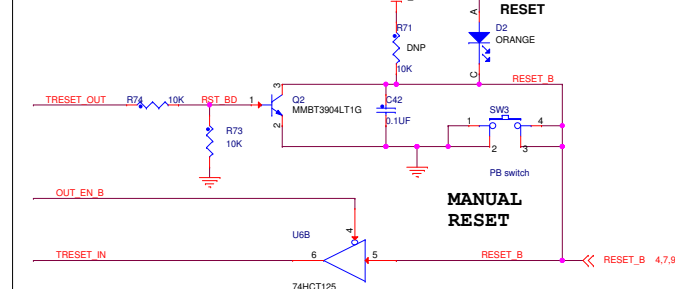 RESET
A
D2
ORANGE
R71
DNP
10K
C
RESET_B
TRESET_OUT
R74
10K
RST_BD
1
3
Q2
MMBT3904LT1G
2
C42
0.1UF
SW3
1
4
2
3
PB switch
R73
10K
OUT_EN_B
MANUAL
RESET
4
U6B
TRESET_IN
6
5
RESET_B
RESET_B 4,7,9
74HCT125